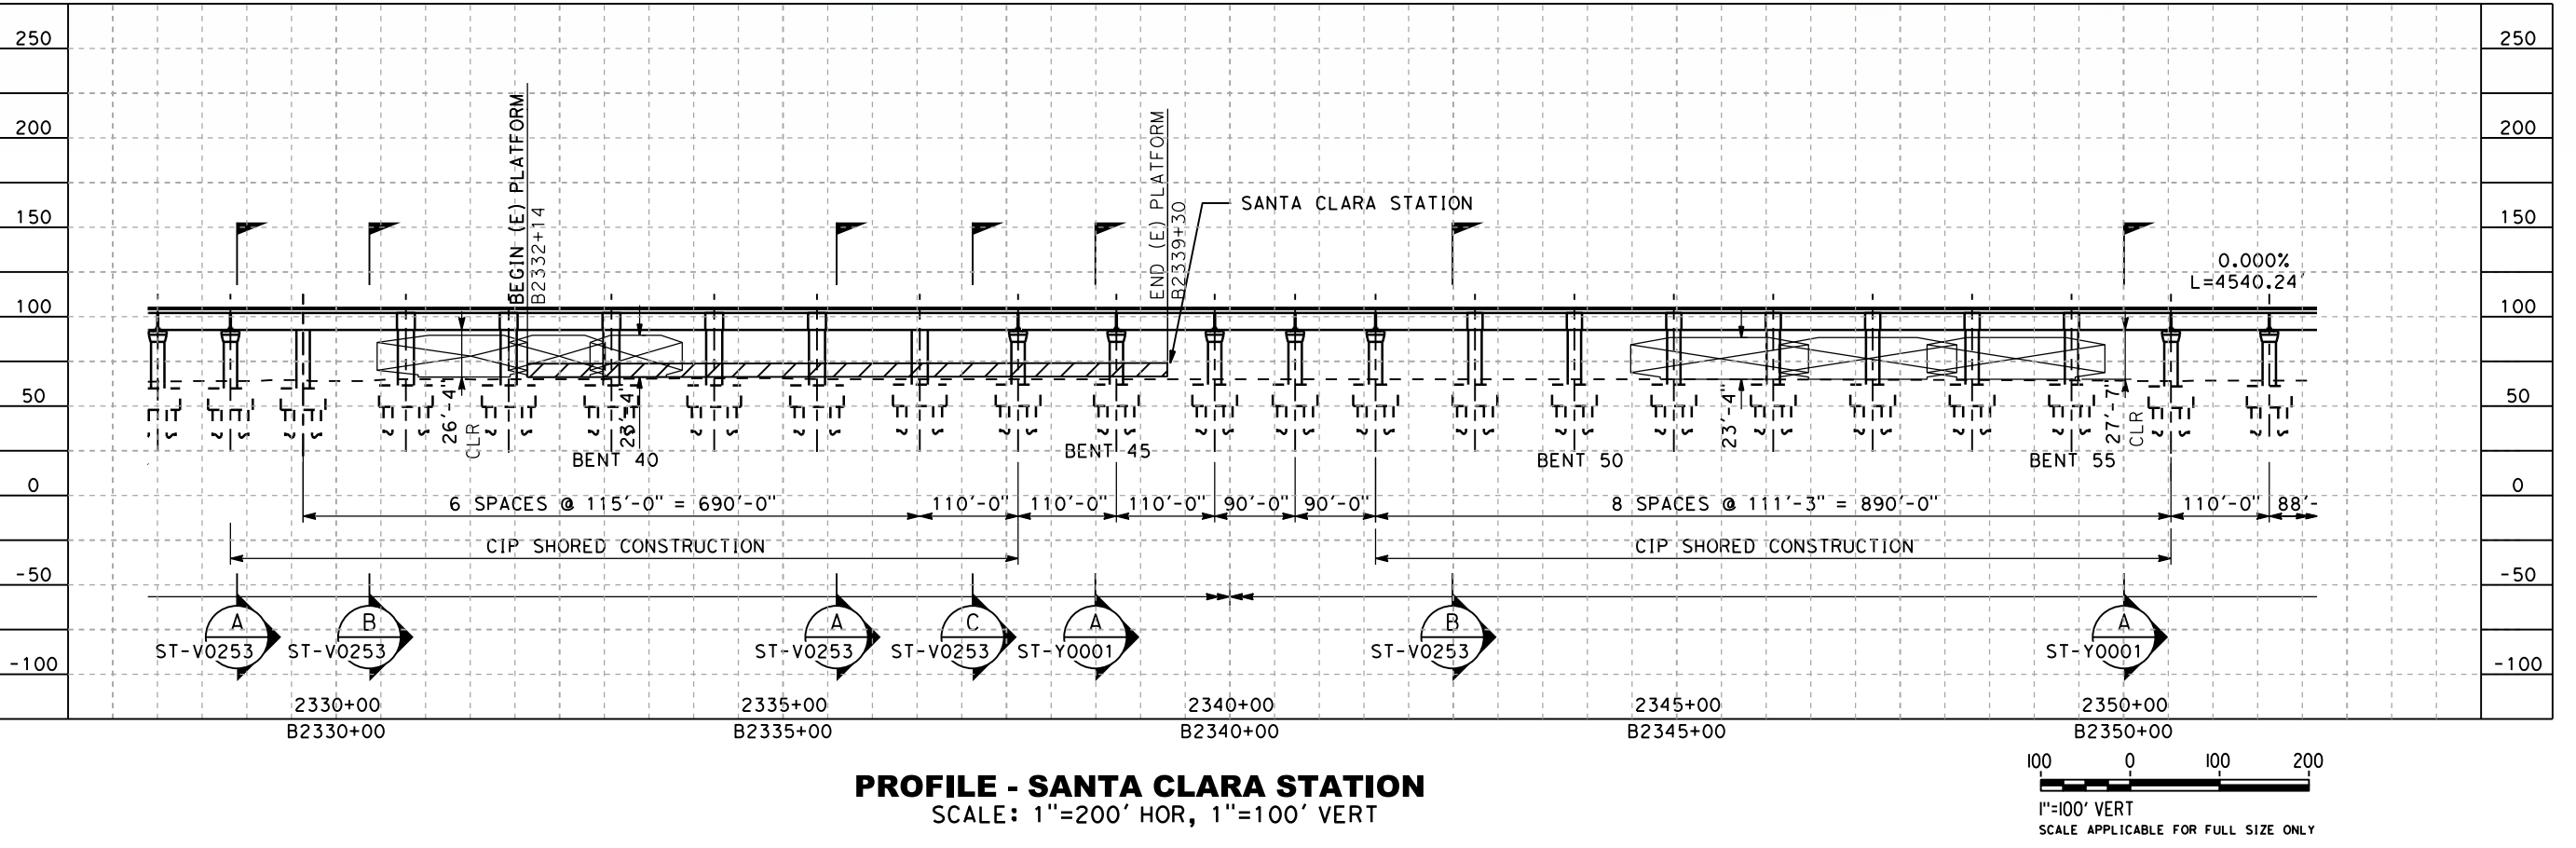 250
250
200
200
150
150
100
100
50
50
0
0
-50
-50
-100
-100
BEGIN (E) PLATFORM
B2332+14
END (E) PLATFORM
B2339+30
SANTA CLARA STATION
0.000%
L=4540.24'
26'-4"
CLR
23'-4"
27'-7"
CLR
BENT 40
BENT 45
BENT 50
BENT 55
6 SPACES @ 115'-0" = 690'-0"
110'-0"
110'-0"
110'-0"
90'-0"
90'-0"
8 SPACES @ 111'-3" = 890'-0"
110'-0"
88'-
CIP SHORED CONSTRUCTION
CIP SHORED CONSTRUCTION
A
ST-V0253
B
ST-V0253
A
ST-V0253
C
ST-V0253
A
ST-Y0001
B
ST-V0253
A
ST-Y0001
2330+00
2335+00
2340+00
2345+00
2350+00
B2330+00
B2335+00
B2340+00
B2345+00
B2350+00
PROFILE - SANTA CLARA STATION
SCALE: 1"=200' HOR, 1"=100' VERT
100 0 100 200
1"=100' VERT
SCALE APPLICABLE FOR FULL SIZE ONLY